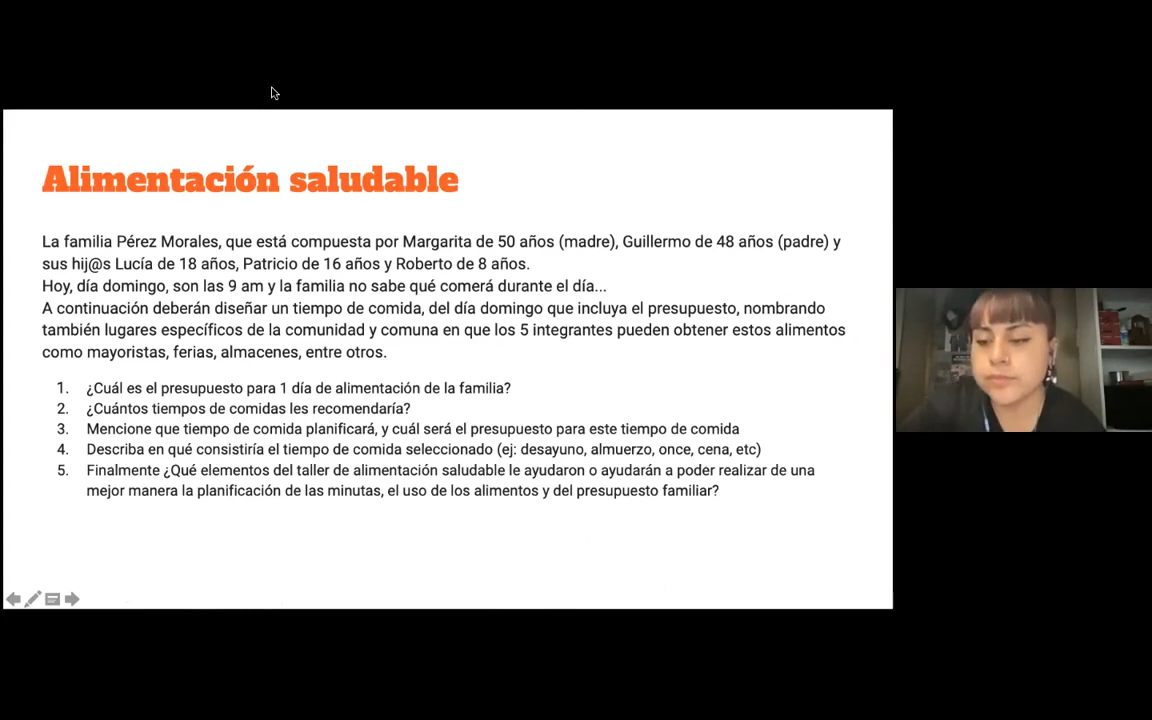 Alimentación saludable
La familia Pérez Morales, que está compuesta por Margarita de 50 años (madre), Guillermo de 48 años (padre) y
sus hij@s Lucía de 18 años, Patricio de 16 años y Roberto de 8 años.
Hoy, día domingo, son las 9 am y la familia no sabe qué comerá durante el día...
A continuación deberán diseñar un tiempo de comida, del día domingo que incluya el presupuesto, nombrando
también lugares específicos de la comunidad y comuna en que los 5 integrantes pueden obtener estos alimentos
como mayoristas, ferias, almacenes, entre otros.
1. ¿Cuál es el presupuesto para 1 día de alimentación de la familia?
2. ¿Cuántos tiempos de comidas les recomendaría?
3. Mencione que tiempo de comida planificará, y cuál será el presupuesto para este tiempo de comida
4. Describa en qué consistiría el tiempo de comida seleccionado (ej: desayuno, almuerzo, once, cena, etc)
5. Finalmente ¿Qué elementos del taller de alimentación saludable le ayudaron o ayudarán a poder realizar de una
mejor manera la planificación de las minutas, el uso de los alimentos y del presupuesto familiar?